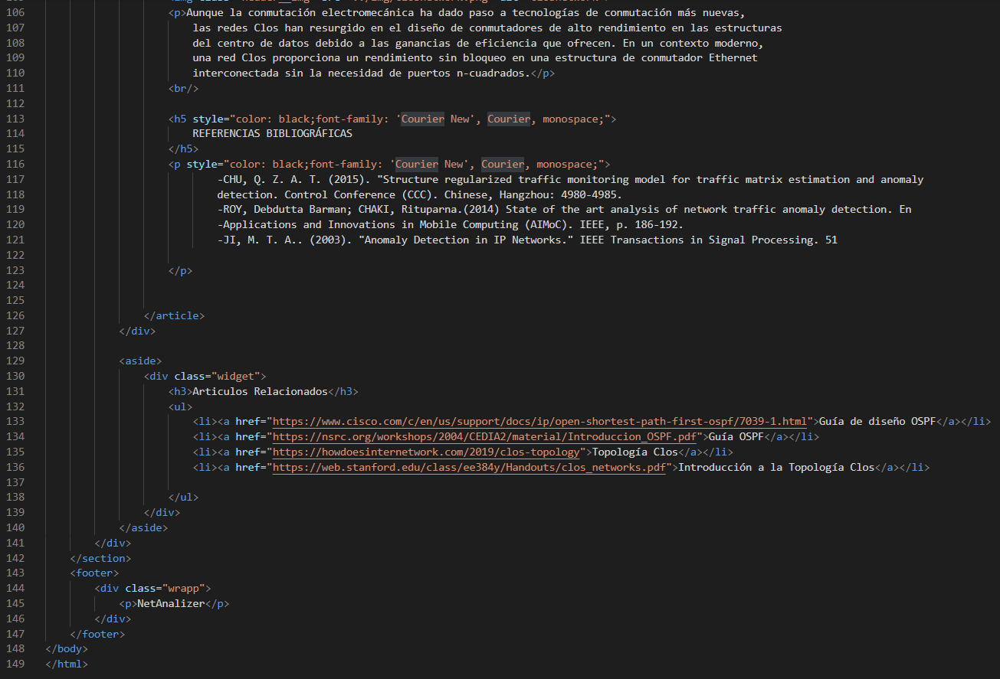 106 <p>Aunque la conmutación electromecánica ha dado paso a tecnologías de conmutación más nuevas,
107 las redes Clos han resurgido en el diseño de conmutadores de alto rendimiento en las estructuras
108 del centro de datos debido a las ganancias de eficiencia que ofrecen. En un contexto moderno,
109 una red Clos proporciona un rendimiento sin bloqueo en una estructura de conmutador Ethernet
110 interconectada sin la necesidad de puertos n-cuadrados.</p>
111 <br/>
112
113 <h5 style="color: black;font-family: 'Courier New', Courier, monospace;">
114 REFERENCIAS BIBLIOGRÁFICAS
115 </h5>
116 <p style="color: black;font-family: 'Courier New', Courier, monospace;">
117 -CHU, Q. Z. A. T. (2015). "Structure regularized traffic monitoring model for traffic matrix estimation and anomaly
118 detection. Control Conference (CCC). Chinese, Hangzhou: 4980-4985.
119 -ROY, Debdutta Barman; CHAKI, Rituparna.(2014) State of the art analysis of network traffic anomaly detection. En
120 -Applications and Innovations in Mobile Computing (AIMoC). IEEE, p. 186-192.
121 -JI, M. T. A.. (2003). "Anomaly Detection in IP Networks." IEEE Transactions in Signal Processing. 51
122
123 </p>
124
125
126 </article>
127 </div>
128
129 <aside>
130 <div class="widget">
131 <h3>Articulos Relacionados</h3>
132 <ul>
133 <li><a href="https://www.cisco.com/c/en/us/support/docs/ip/open-shortest-path-first-ospf/7039-1.html">Guía de diseño OSPF</a></li>
134 <li><a href="https://nsrc.org/workshops/2004/CEDIA2/material/Introduccion_OSPF.pdf">Guía OSPF</a></li>
135 <li><a href="https://howdoesinternetwork.com/2019/clos-topology">Topología Clos</a></li>
136 <li><a href="https://web.stanford.edu/class/ee384y/Handouts/clos_networks.pdf">Introducción a la Topología Clos</a></li>
137
138 </ul>
139 </div>
140 </aside>
141 </div>
142 </section>
143 <footer>
144 <div class="wrapp">
145 <p>NetAnalizer</p>
146 </div>
147 </footer>
148 </body>
149 </html>